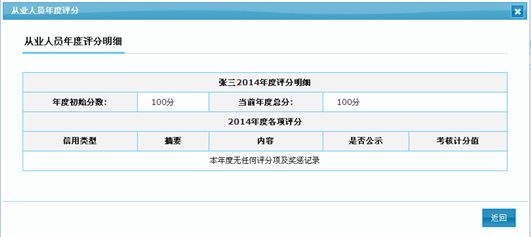 从业人员年度评分
从业人员年度评分明细
张三2014年度评分明细
年度初始分数: 100分 当前年度总分: 100分
2014年度各项评分
信用类型 摘要 内容 是否公示 考核计分值
本年度无任何评分项及奖惩记录
返回